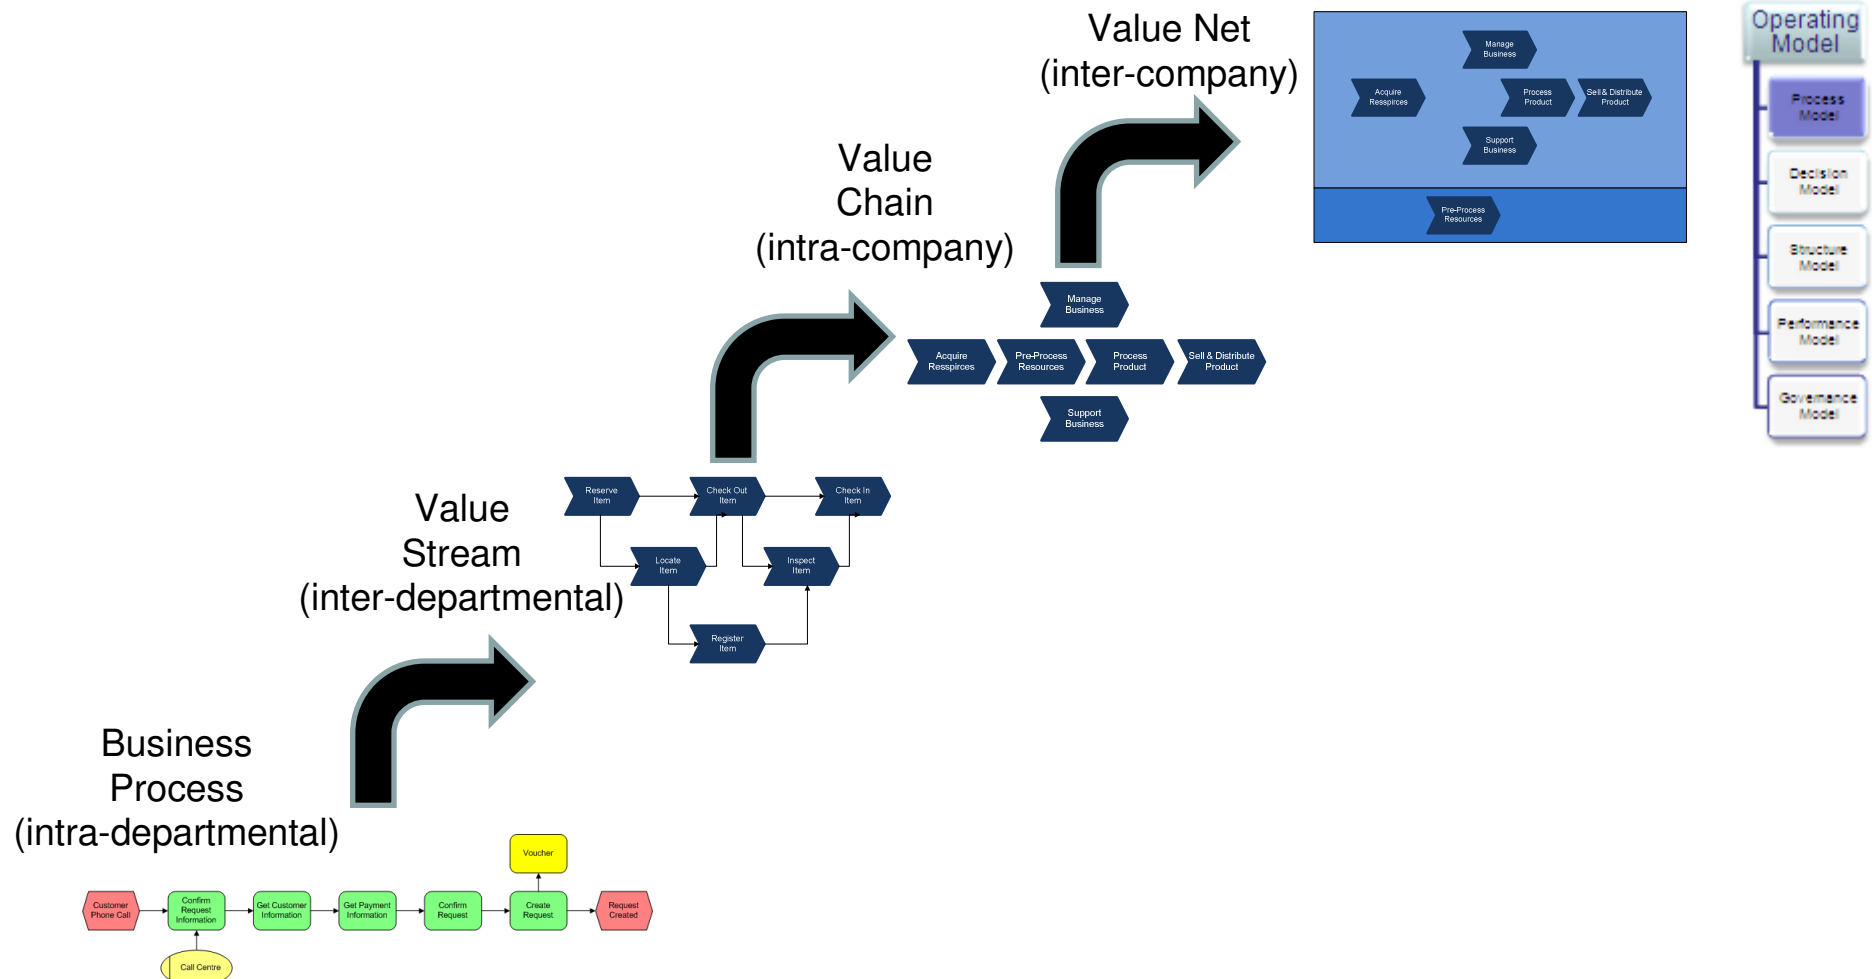 Value Net
(inter-company)
Manage
Business
Acquire
Resspirces
Process
Product
Sell & Distribute
Product
Support
Business
Pre-Process
Resources
Operating
Model
Process
Model
Decision
Model
Structure
Model
Performance
Model
Governance
Model
Value
Chain
(intra-company)
Manage
Business
Acquire
Resspirces
Pre-Process
Resources
Process
Product
Sell & Distribute
Product
Support
Business
Value
Stream
(inter-departmental)
Reserve
Item
Check Out
Item
Check In
Item
Locate
Item
Inspect
Item
Register
Item
Business
Process
(intra-departmental)
Voucher
Customer
Phone Call
Confirm
Request
Information
Get Customer
Information
Get Payment
Information
Confirm
Request
Create
Request
Request
Created
Call Centre